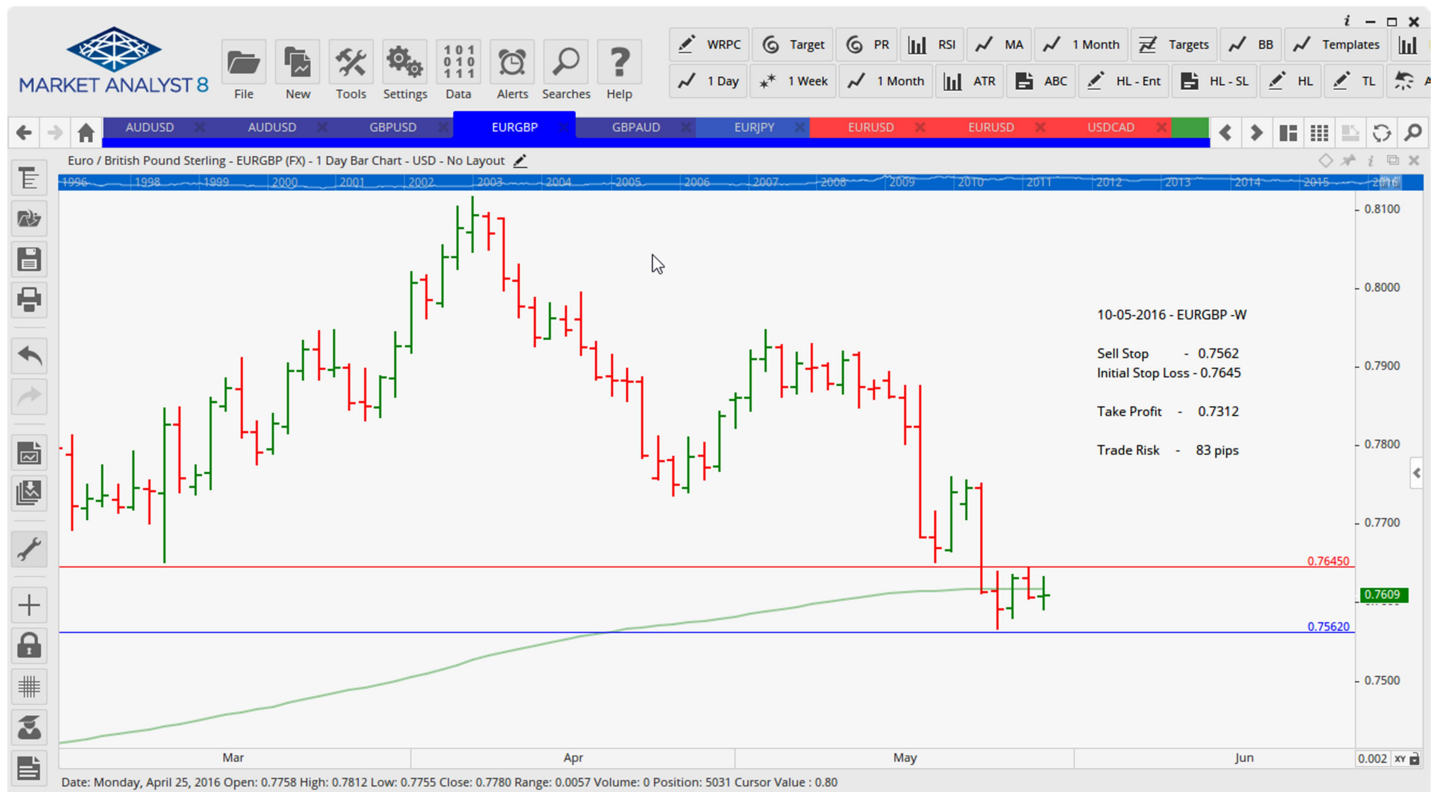 MARKET ANALYST 8
File New Tools Settings Data Alerts Searches Help
101
010
111
WRPC Target PR RSI MA 1 Month Targets BB Templates
1 Day 1 Week 1 Month ATR ABC HL - Ent HL - SL HL TL A
AUDUSD AUDUSD GBPUSD EURGBP GBPAUD EURJPY EURUSD EURUSD USDCAD
Euro / British Pound Sterling - EURGBP (FX) - 1 Day Bar Chart - USD - No Layout
1996 1998 1999 2000 2001 2002 2003 2004 2005 2006 2007 2008 2009 2010 2011 2012 2013 2014 2015 2016
0.8100
0.8000
10-05-2016 - EURGBP -W
Sell Stop - 0.7562
Initial Stop Loss - 0.7645
0.7900
Take Profit - 0.7312
Trade Risk - 83 pips
0.7800
0.7700
0.76450
0.7609
0.75620
0.7500
Mar Apr May Jun 0.002 XY
Date: Monday, April 25, 2016 Open: 0.7758 High: 0.7812 Low: 0.7755 Close: 0.7780 Range: 0.0057 Volume: 0 Position: 5031 Cursor Value : 0.80